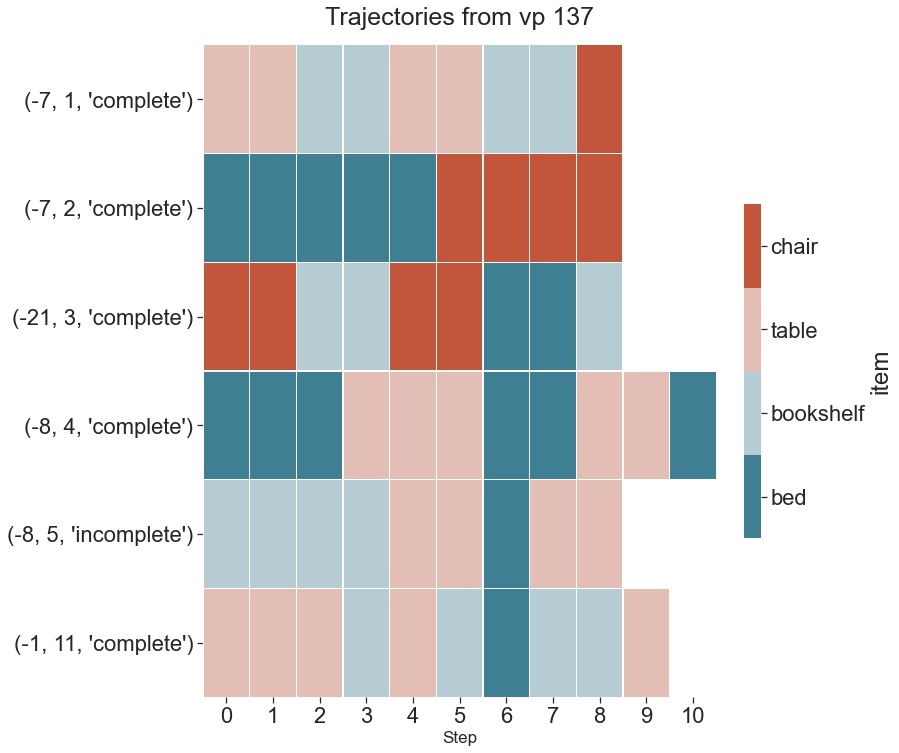 Trajectories from vp 137
(-7, 1, 'complete')
(-7, 2, 'complete')
(-21, 3, 'complete')
(-8, 4, 'complete')
(-8, 5, 'incomplete')
(-1, 11, 'complete')
0 1 2 3 4 5 6 7 8 9 10
Step
chair
table
bookshelf
bed
item